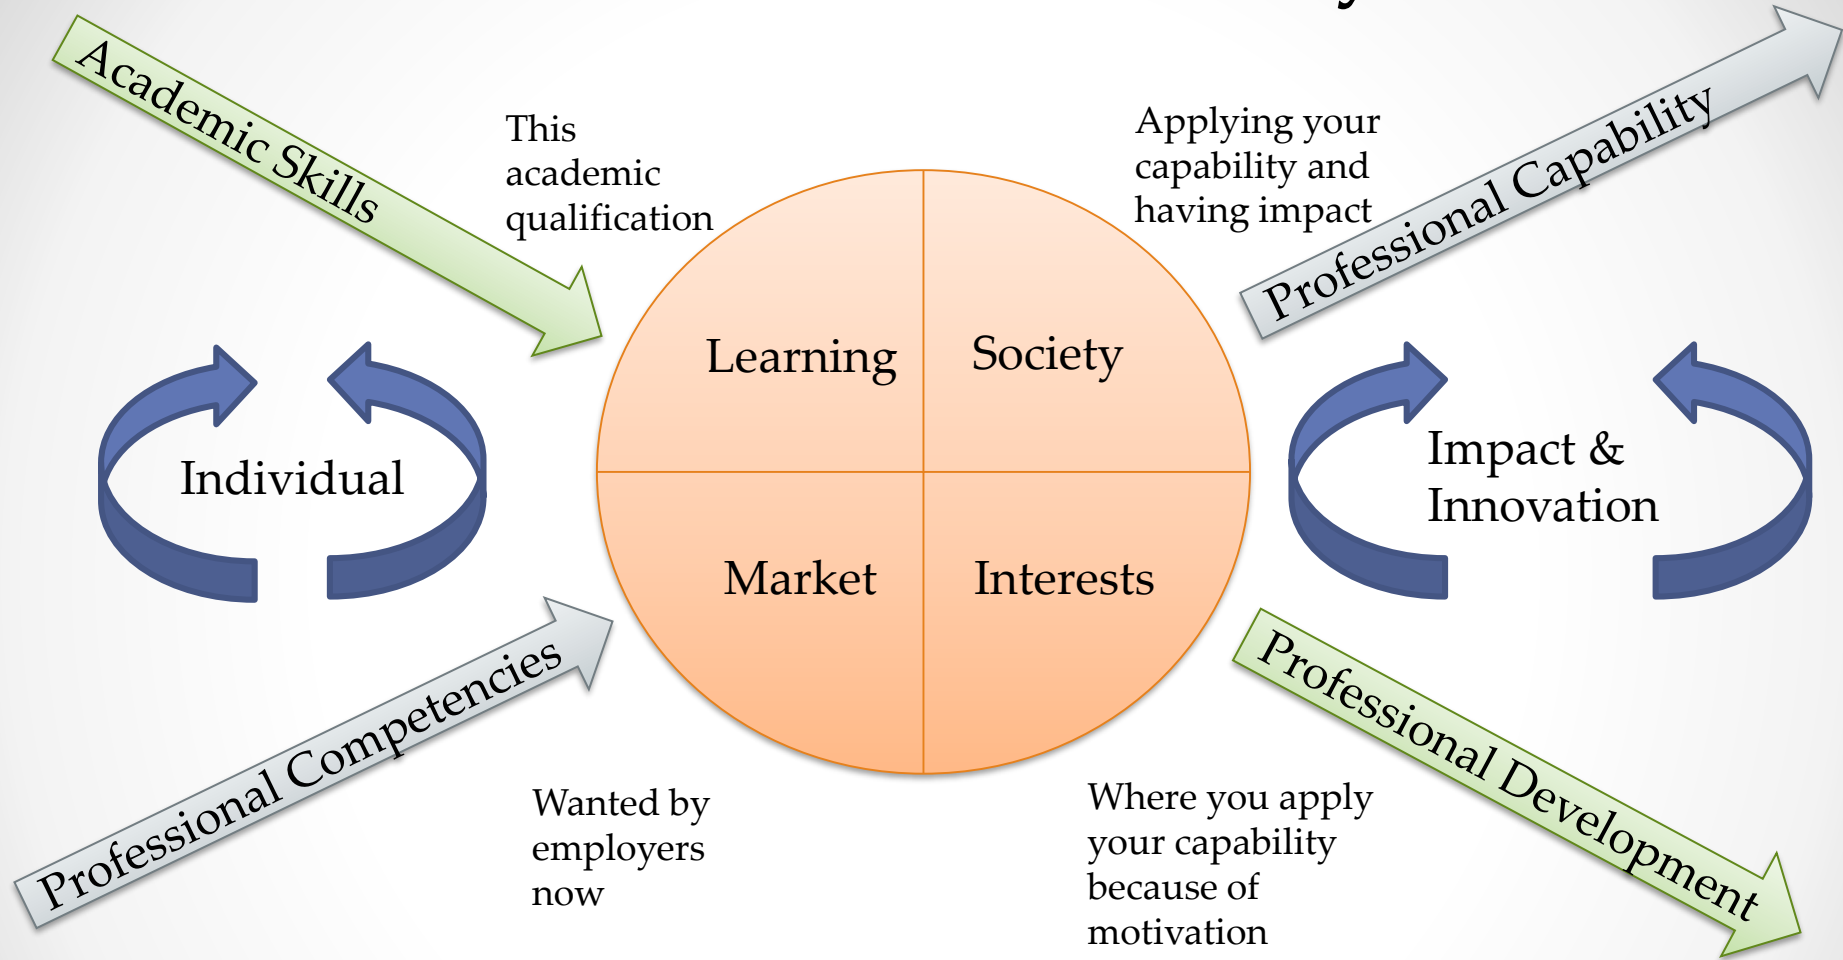 Academic Skills
This
academic
qualification
Applying your
capability and
having impact
Professional Capability
Learning
Society
Individual
Impact &
Innovation
Market
Interests
Professional Competencies
Wanted by
employers
now
Where you apply
your capability
because of
motivation
Professional Development